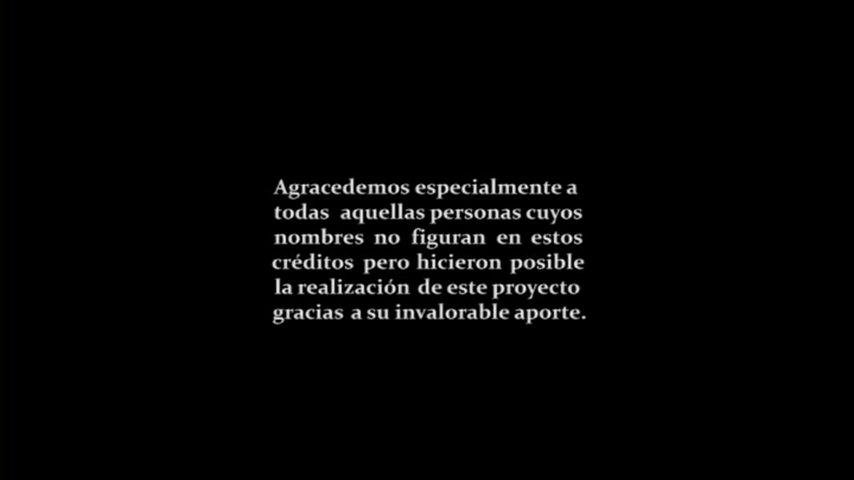 Agracedemos especialmente a
todas aquellas personas cuyos
nombres no figuran en estos
créditos pero hicieron posible
la realización de este proyecto
gracias a su invalorable aporte.